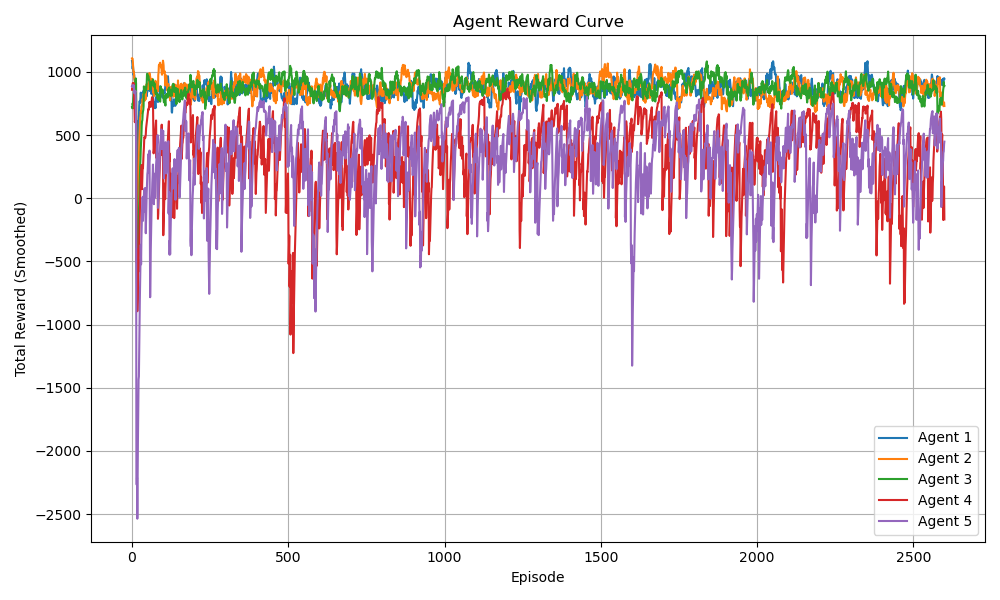 Agent Reward Curve
Total Reward (Smoothed)
1000
500
0
−500
−1000
−1500
−2000
−2500
0
500
1000
1500
2000
2500
Episode
Agent 1
Agent 2
Agent 3
Agent 4
Agent 5